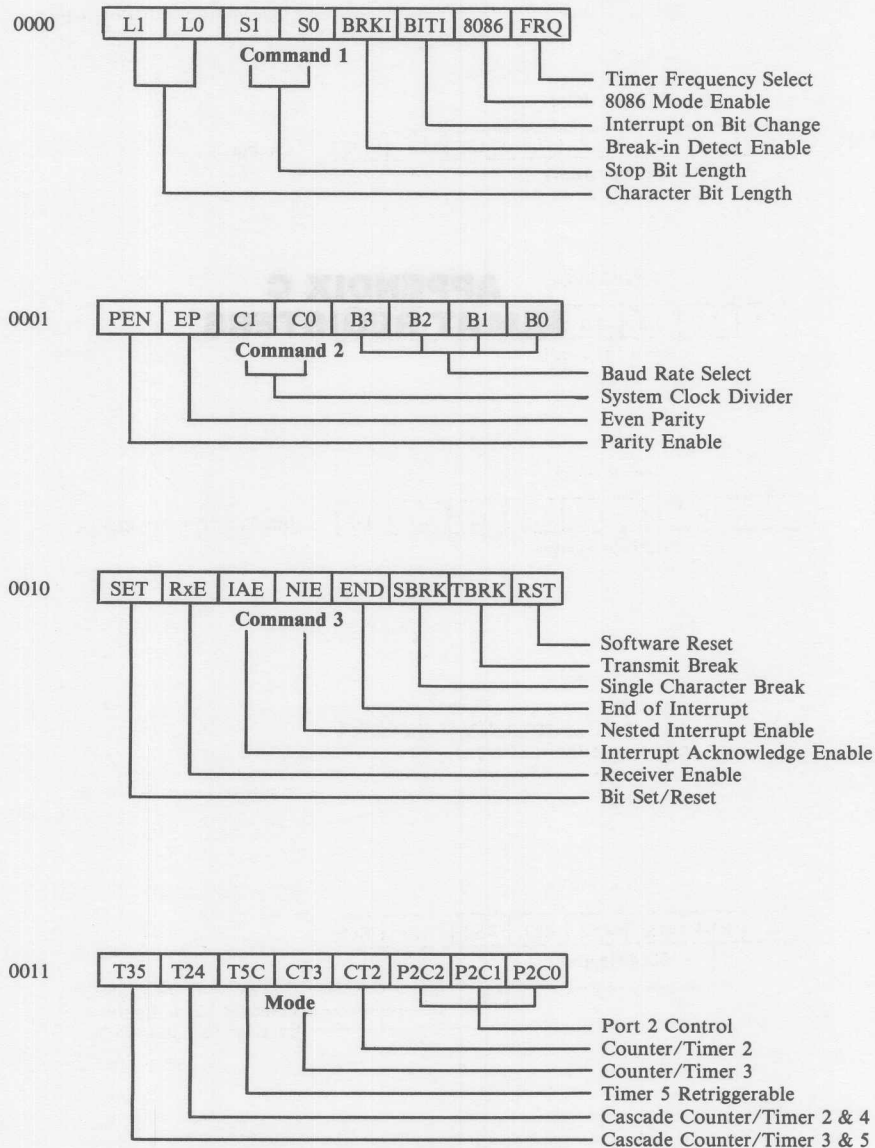 0000 L1 L0 S1 S0 BRKI BITI 8086 FRQ
Command 1
Timer Frequency Select
8086 Mode Enable
Interrupt on Bit Change
Break-in Detect Enable
Stop Bit Length
Character Bit Length
0001 PEN EP C1 C0 B3 B2 B1 B0
Command 2
Baud Rate Select
System Clock Divider
Even Parity
Parity Enable
0010 SET RxE IAE NIE END SBRK TBRK RST
Command 3
Software Reset
Transmit Break
Single Character Break
End of Interrupt
Nested Interrupt Enable
Interrupt Acknowledge Enable
Receiver Enable
Bit Set/Reset
0011 T35 T24 T5C CT3 CT2 P2C2 P2C1 P2C0
Mode
Port 2 Control
Counter/Timer 2
Counter/Timer 3
Timer 5 Retriggerable
Cascade Counter/Timer 2 & 4
Cascade Counter/Timer 3 & 5